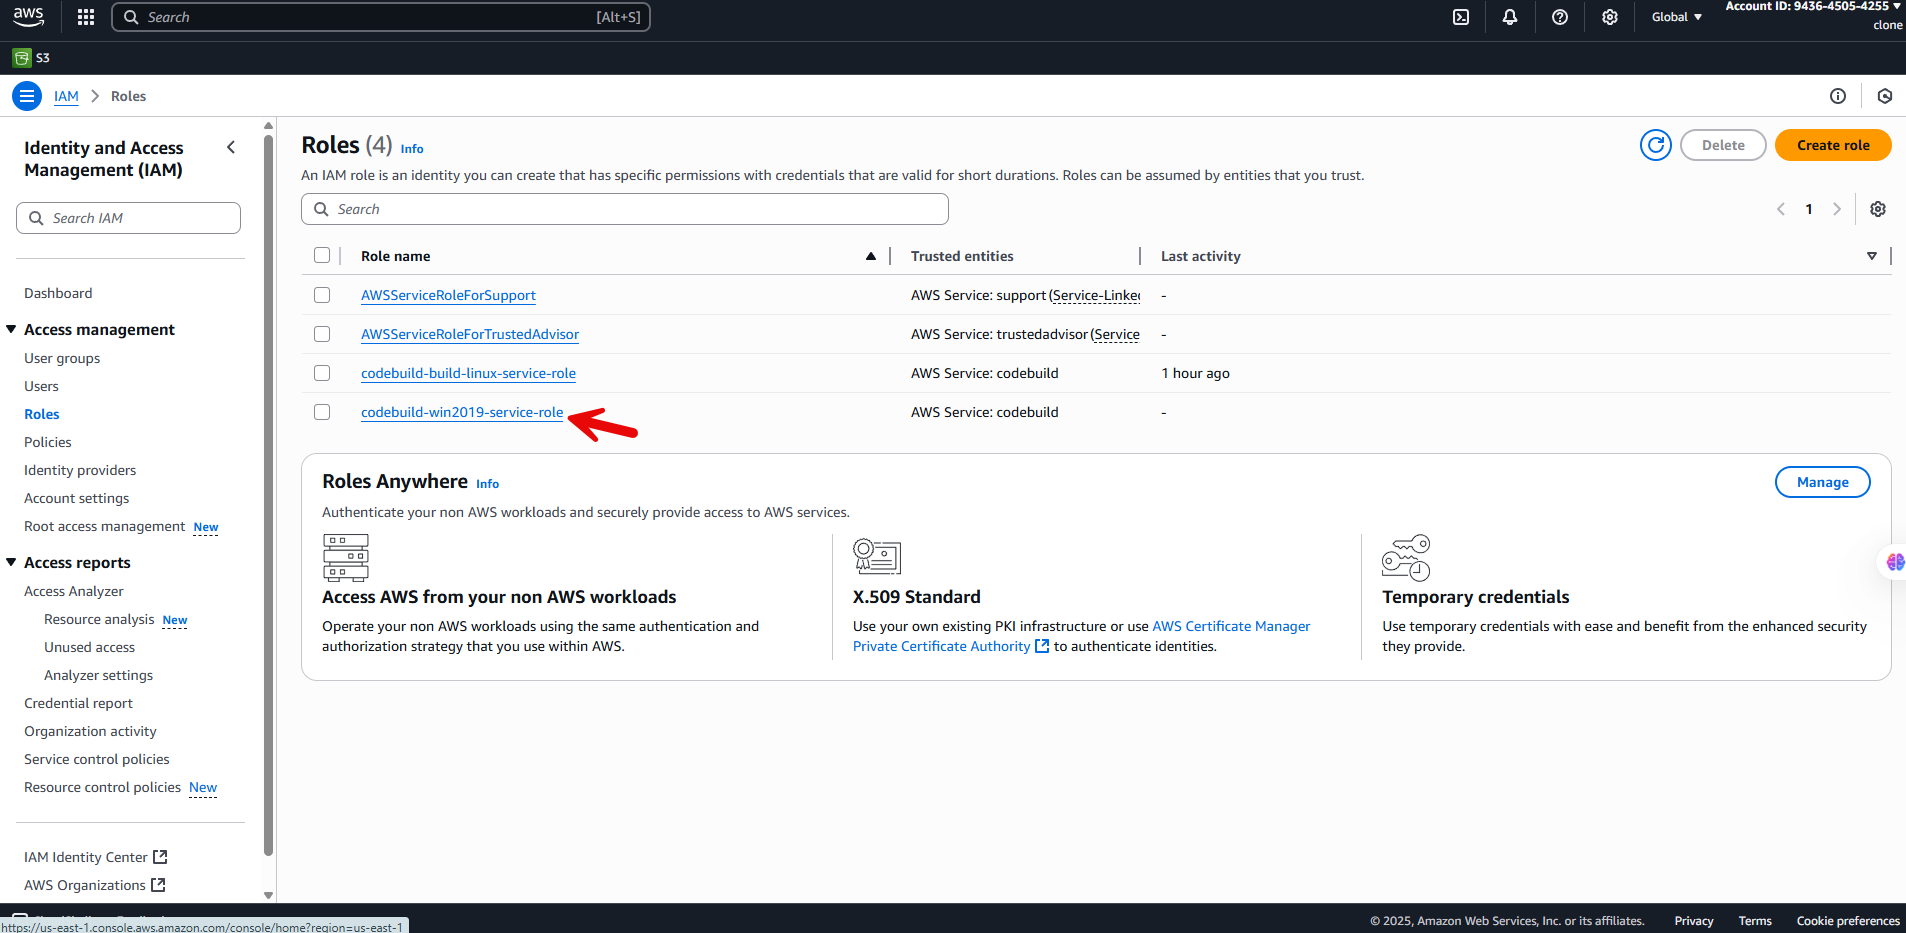 aws
Search
[Alt+S]
Global
Account ID: 9436-4505-4255
clone
S3
IAM
Roles
Identity and Access
Management (IAM)
Search IAM
Dashboard
Access management
User groups
Users
Roles
Policies
Identity providers
Account settings
Root access management New
Access reports
Access Analyzer
Resource analysis New
Unused access
Analyzer settings
Credential report
Organization activity
Service control policies
Resource control policies New
IAM Identity Center
AWS Organizations
Roles (4) Info
An IAM role is an identity you can create that has specific permissions with credentials that are valid for short durations. Roles can be assumed by entities that you trust.
Delete
Create role
Search
1
Role name Trusted entities Last activity
AWSServiceRoleForSupport AWS Service: support (Service-Linked -
AWSServiceRoleForTrustedAdvisor AWS Service: trustedadvisor (Service -
codebuild-build-linux-service-role AWS Service: codebuild 1 hour ago
codebuild-win2019-service-role AWS Service: codebuild -
Roles Anywhere Info
Manage
Authenticate your non AWS workloads and securely provide access to AWS services.
Access AWS from your non AWS workloads
Operate your non AWS workloads using the same authentication and
authorization strategy that you use within AWS.
X.509 Standard
Use your own existing PKI infrastructure or use AWS Certificate Manager
Private Certificate Authority to authenticate identities.
Temporary credentials
Use temporary credentials with ease and benefit from the enhanced security
they provide.
https://us-east-1.console.aws.amazon.com/console/home?region=us-east-1
© 2025, Amazon Web Services, Inc. or its affiliates. Privacy Terms Cookie preferences